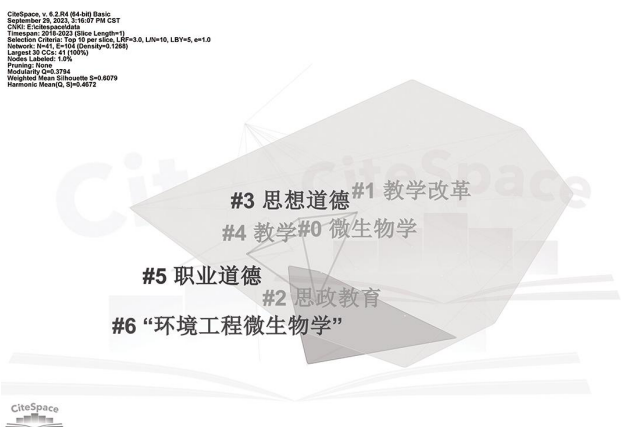 CiteSpace, v. 6.2.R4 (64-bit) Basic
September 29, 2023, 3:16:07 PM CST
CNKI: E:\citespace\data
Timespan: 2018-2023 (Slice Length=1)
Selection Criteria: Top 10 per slice, LRF=3.0, L/N=10, LBY=5, e=1.0
Network: N=41, E=104 (Density=0.1268)
Largest 30 CCs: 41 (100%)
Nodes Labeled: 1.0%
Pruning: None
Modularity Q=0.3794
Weighted Mean Silhouette S=0.6079
Harmonic Mean(Q, S)=0.4672
CiteSpace
#1 教学改革
#3 思想道德
#4 教学
#0 微生物学
#5 职业道德
#2 思政教育
#6 “环境工程微生物学”
CiteSpace